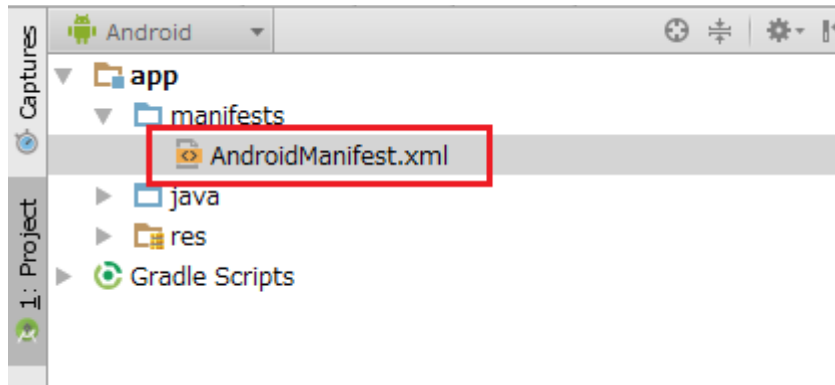 Android
app
manifests
AndroidManifest.xml
java
res
Gradle Scripts
Captures
1: Project